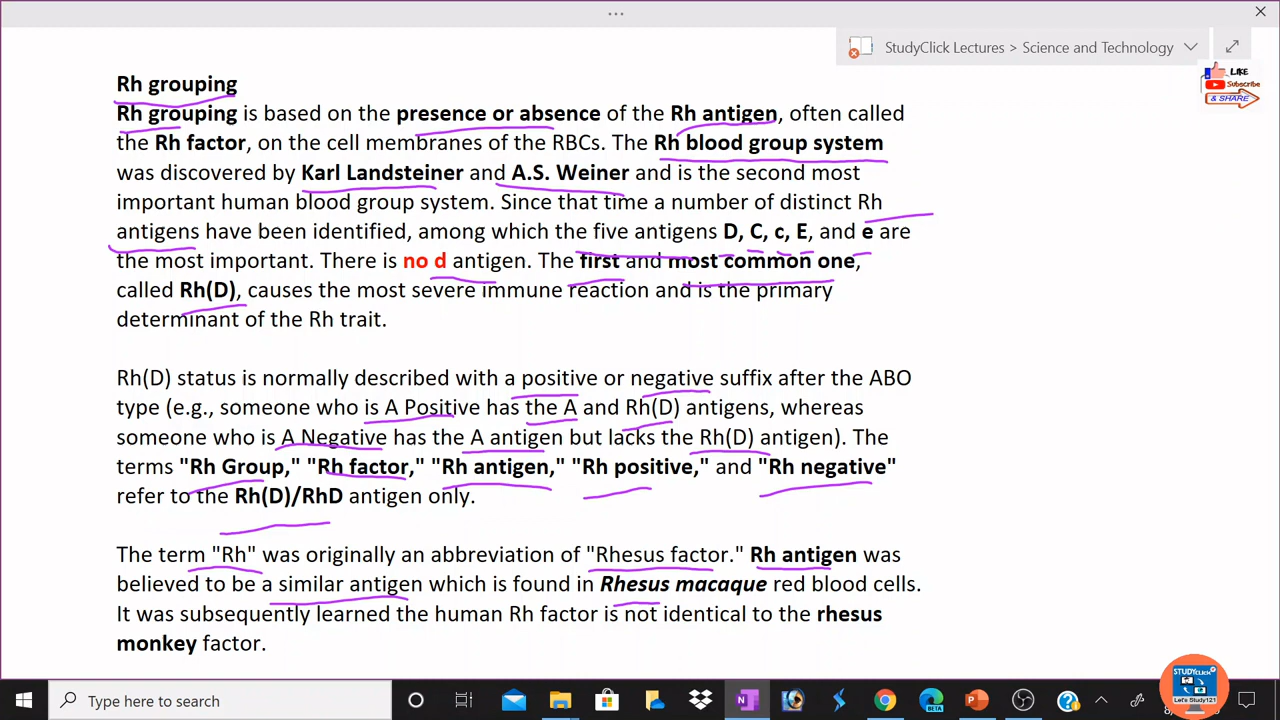 StudyClick Lectures > Science and Technology
LIKE
Subscribe
& SHARE
Rh grouping
Rh grouping is based on the presence or absence of the Rh antigen, often called
the Rh factor, on the cell membranes of the RBCs. The Rh blood group system
was discovered by Karl Landsteiner and A.S. Weiner and is the second most
important human blood group system. Since that time a number of distinct Rh
antigens have been identified, among which the five antigens D, C, c, E, and e are
the most important. There is no d antigen. The first and most common one,
called Rh(D), causes the most severe immune reaction and is the primary
determinant of the Rh trait.
Rh(D) status is normally described with a positive or negative suffix after the ABO
type (e.g., someone who is A Positive has the A and Rh(D) antigens, whereas
someone who is A Negative has the A antigen but lacks the Rh(D) antigen). The
terms "Rh Group," "Rh factor," "Rh antigen," "Rh positive," and "Rh negative"
refer to the Rh(D)/RhD antigen only.
The term "Rh" was originally an abbreviation of "Rhesus factor." Rh antigen was
believed to be a similar antigen which is found in Rhesus macaque red blood cells.
It was subsequently learned the human Rh factor is not identical to the rhesus
monkey factor.
STUDYCLICK
Let's Study121
Type here to search
BETA